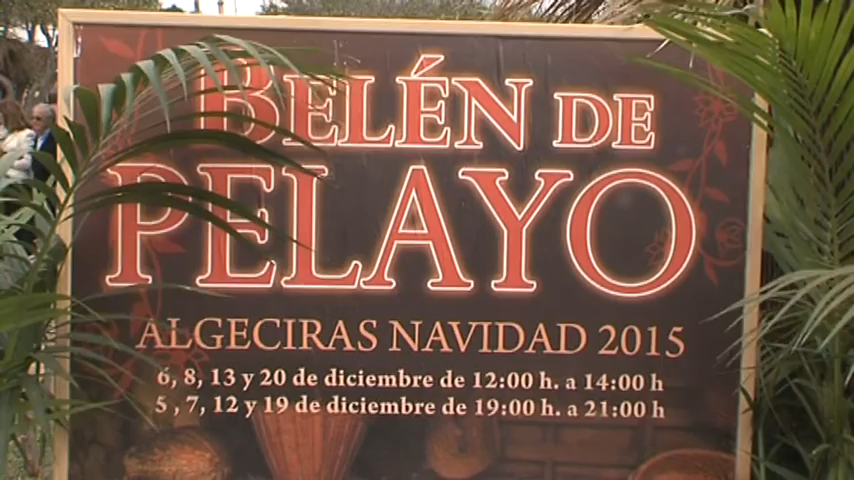 BELÉN DE
PELAYO
ALGECIRAS NAVIDAD 2015
6, 8, 13 y 20 de diciembre de 12:00 h. a 14:00 h
5 , 7, 12 y 19 de diciembre de 19:00 h. a 21:00 h